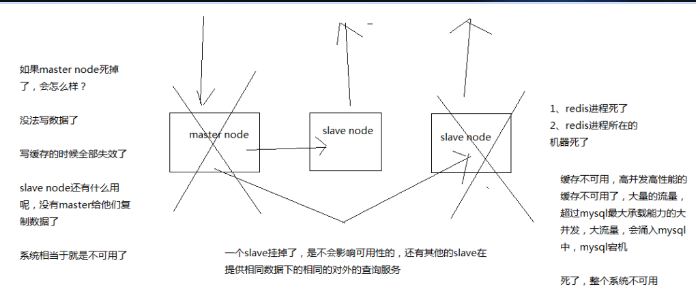 如果master node死掉
了，会怎么样？
没法写数据了
写缓存的时候全部失效了
slave node还有什么用
呢，没有master给他们复
制数据了
系统相当于就是不可用了
master node
slave node
slave node
一个slave挂掉了，是不会影响可用性的，还有其他的slave在
提供相同数据下的相同的对外的查询服务
1、redis进程死了
2、redis进程所在的
机器死了
缓存不可用，高并发高性能的
缓存不可用了，大量的流量，
超过mysql最大承载能力的大
并发，大流量，会涌入mysql
中，mysql宕机
死了，整个系统不可用